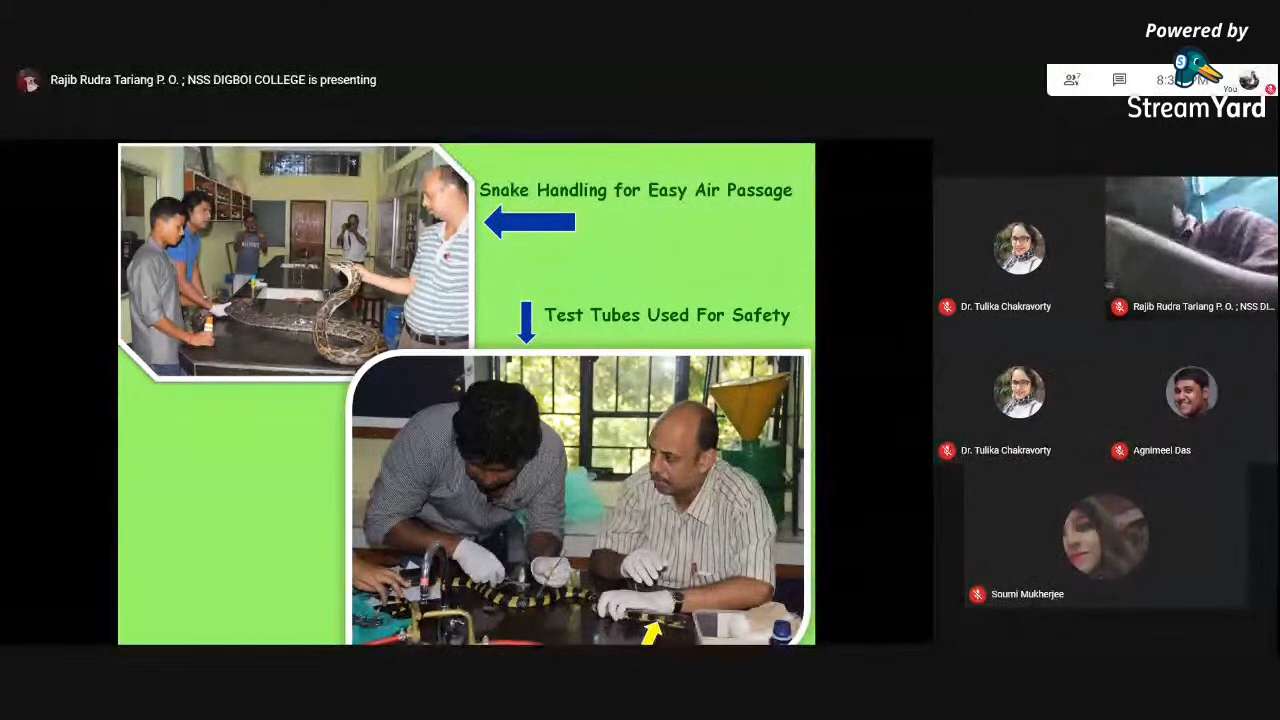 Powered by
StreamYard
Rajib Rudra Tariang P. O. ; NSS DIGBOI COLLEGE is presenting
You
Snake Handling for Easy Air Passage
Test Tubes Used For Safety
Dr. Tulika Chakravorty
Rajib Rudra Tariang P. O. ; NSS DI...
Dr. Tulika Chakravorty
Agnimeel Das
Soumi Mukherjee